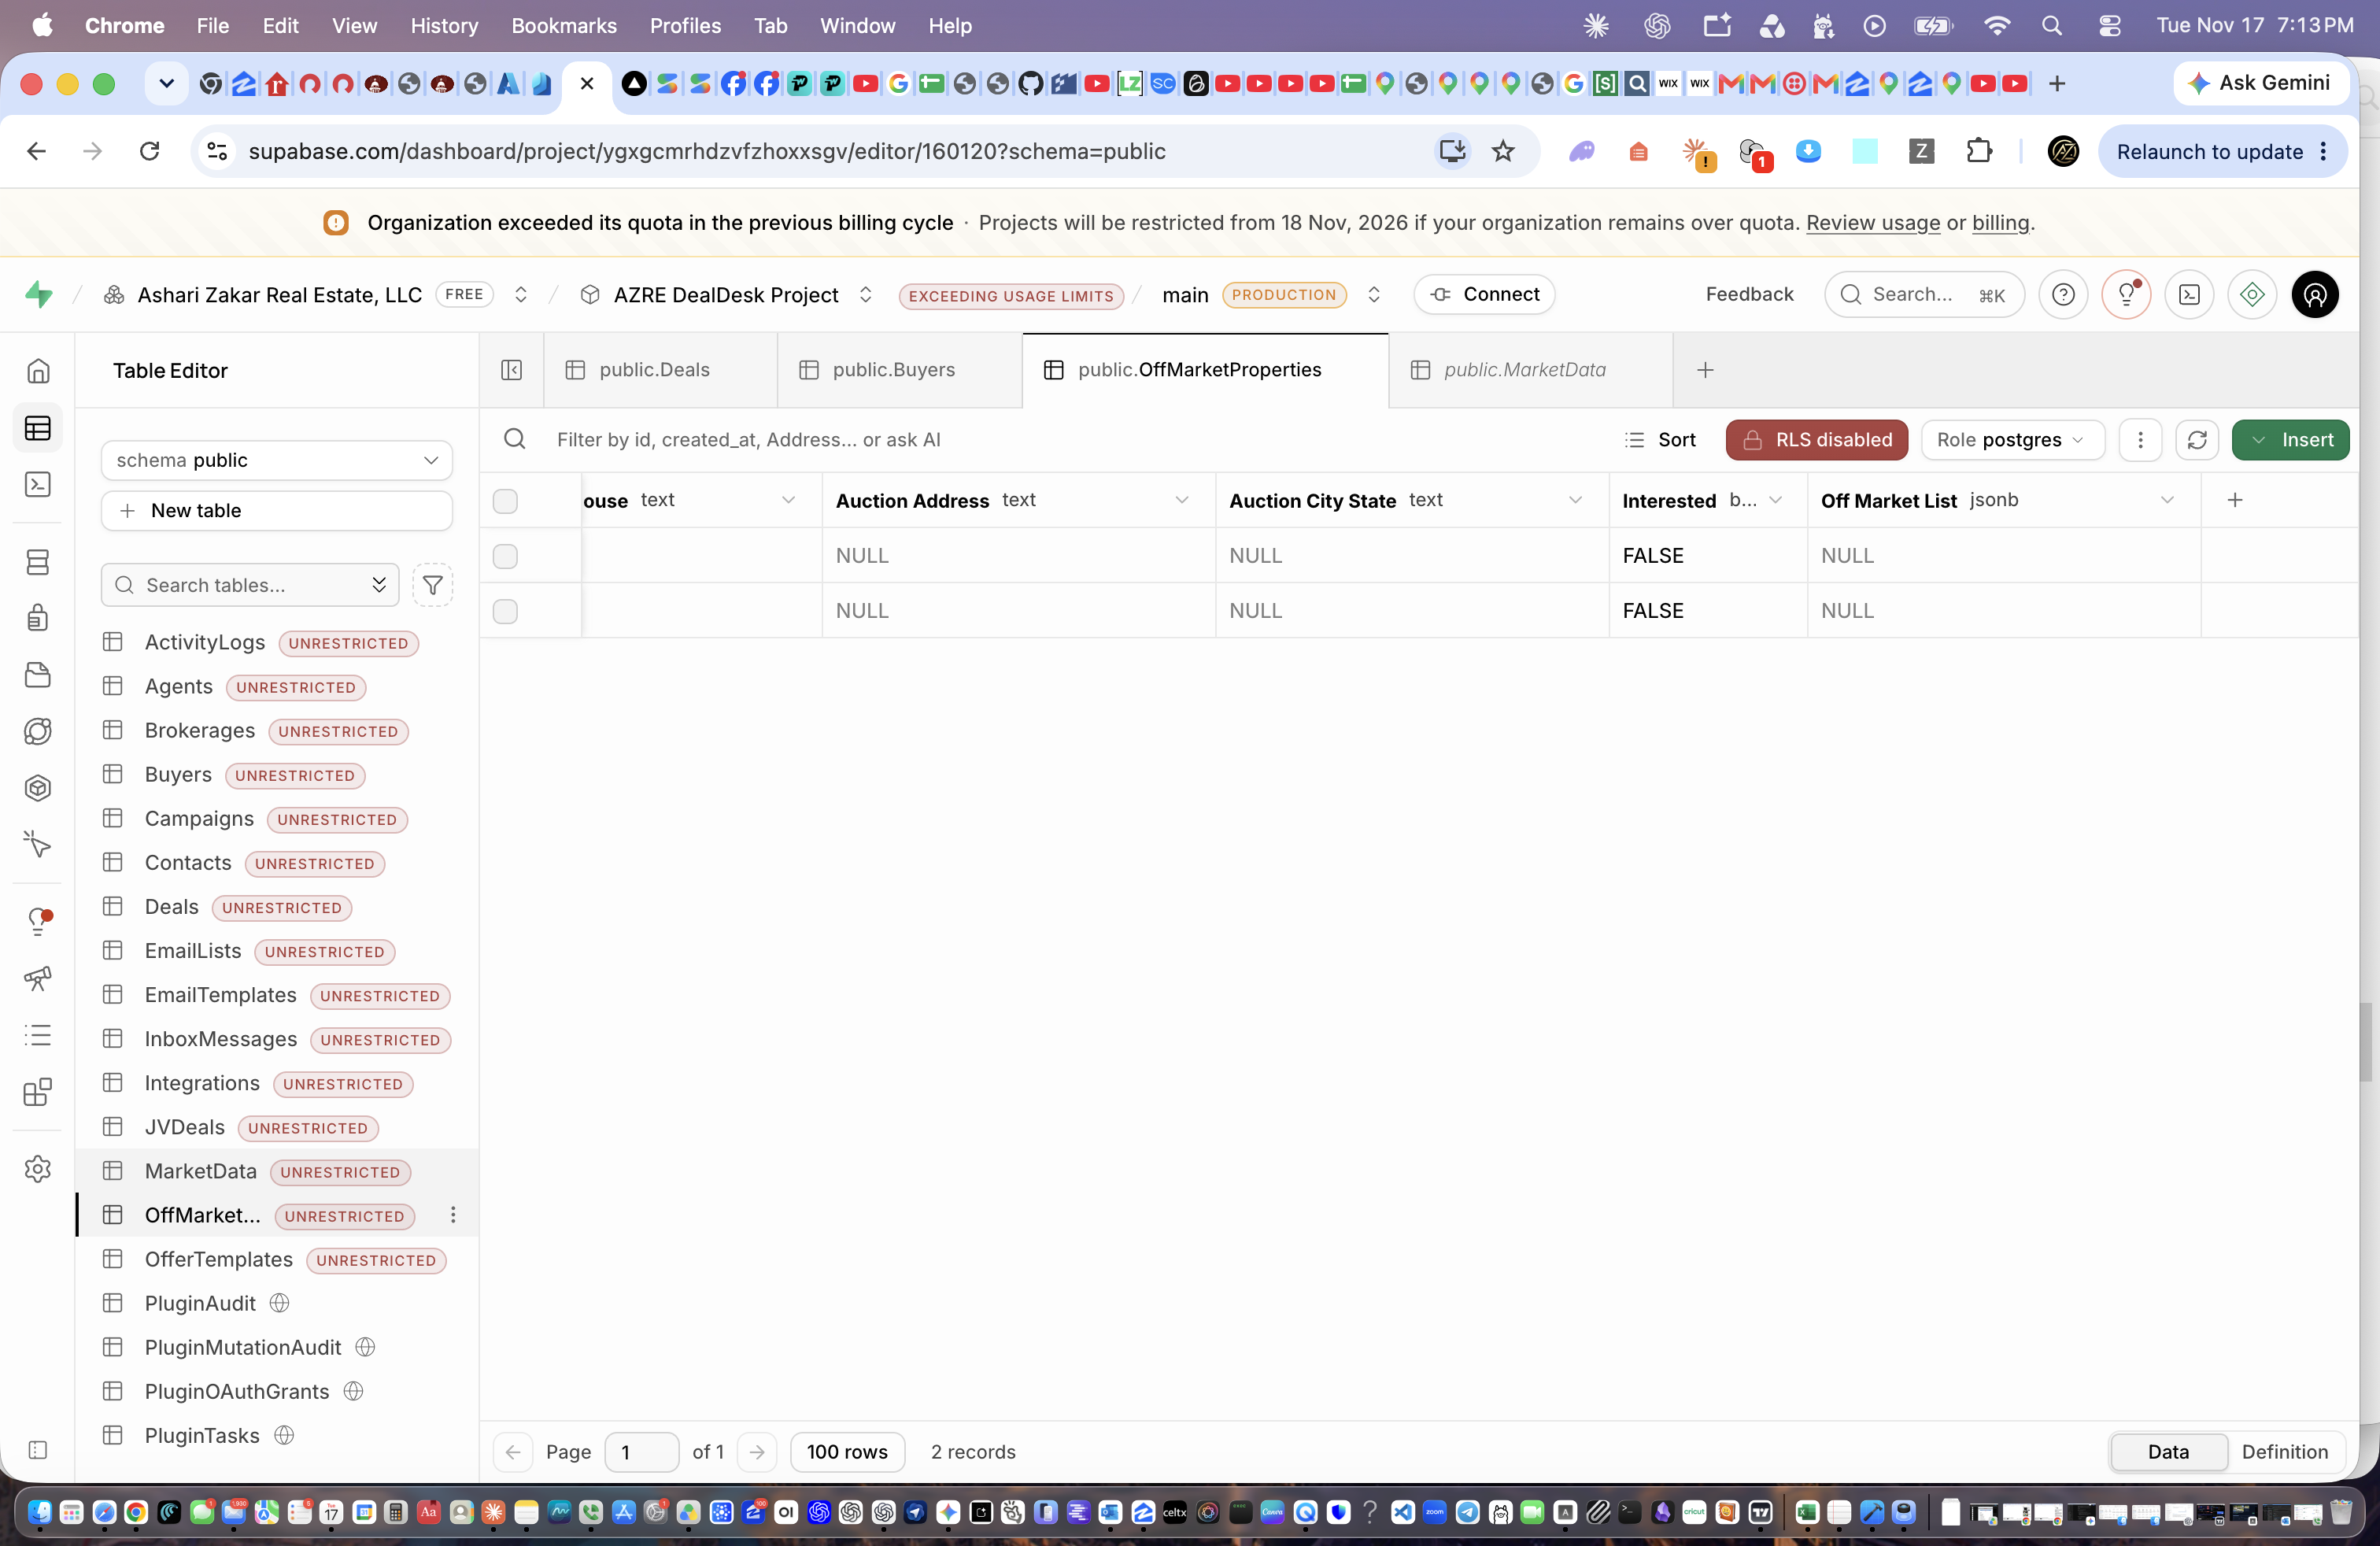 Chrome File Edit View History Bookmarks Profiles Tab Window Help Tue Nov 17 7:13 PM
Ask Gemini
supabase.com/dashboard/project/ygxgcmrhdzvfzhoxxsgv/editor/160120?schema=public
Relaunch to update
Organization exceeded its quota in the previous billing cycle · Projects will be restricted from 18 Nov, 2026 if your organization remains over quota. Review usage or billing.
Ashari Zakar Real Estate, LLC FREE AZRE DealDesk Project EXCEEDING USAGE LIMITS main PRODUCTION Connect Feedback Search... ⌘K
Table Editor
public.Deals public.Buyers public.OffMarketProperties public.MarketData
Filter by id, created_at, Address... or ask AI Sort RLS disabled Role postgres Insert
schema public
New table
Search tables...
ouse text Auction Address text Auction City State text Interested b... Off Market List jsonb
NULL NULL FALSE NULL
NULL NULL FALSE NULL
ActivityLogs UNRESTRICTED
Agents UNRESTRICTED
Brokerages UNRESTRICTED
Buyers UNRESTRICTED
Campaigns UNRESTRICTED
Contacts UNRESTRICTED
Deals UNRESTRICTED
EmailLists UNRESTRICTED
EmailTemplates UNRESTRICTED
InboxMessages UNRESTRICTED
Integrations UNRESTRICTED
JVDeals UNRESTRICTED
MarketData UNRESTRICTED
OffMarket... UNRESTRICTED
OfferTemplates UNRESTRICTED
PluginAudit
PluginMutationAudit
PluginOAuthGrants
PluginTasks
Page 1 of 1 100 rows 2 records Data Definition